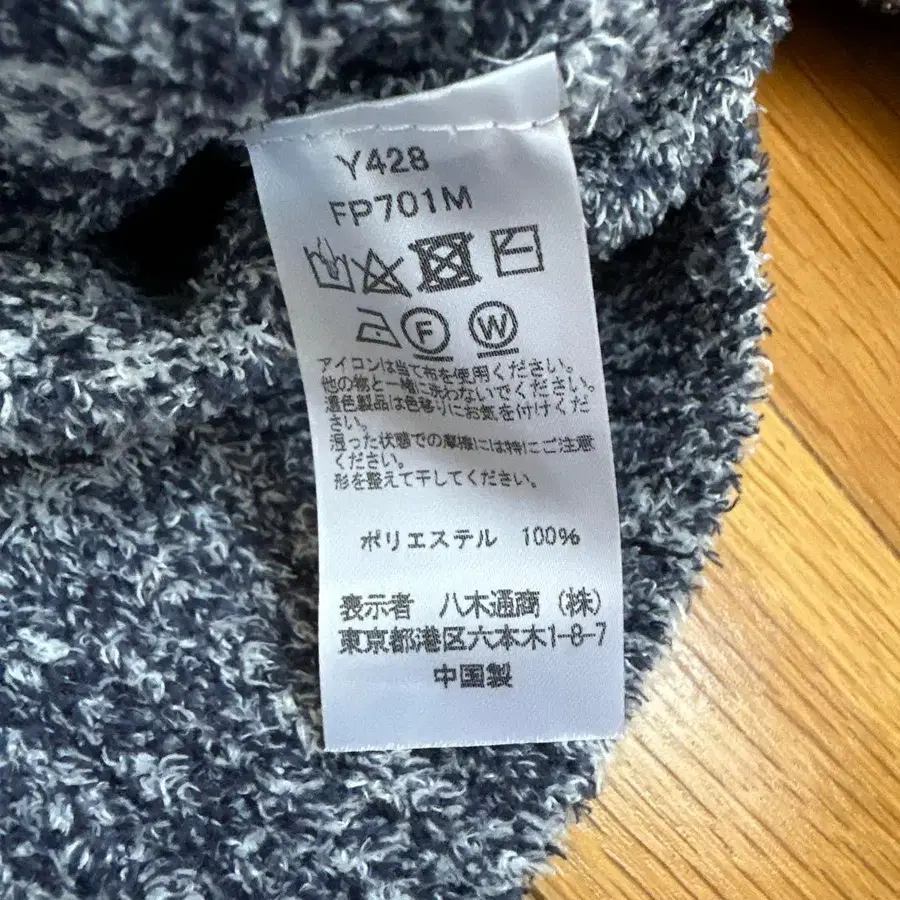 Y428
FP701M
F W
アイロンは当て布を使用ください。
他の物と一緒に洗わないでください。
濃色製品は色移りにお気を付けくだ
さい。
湿った状態での摩擦には特にご注意
ください。
形を整えて干してください。
ポリエステル 100%
表示者 八木通商(株)
東京都港区六本木1-8-7
中国製